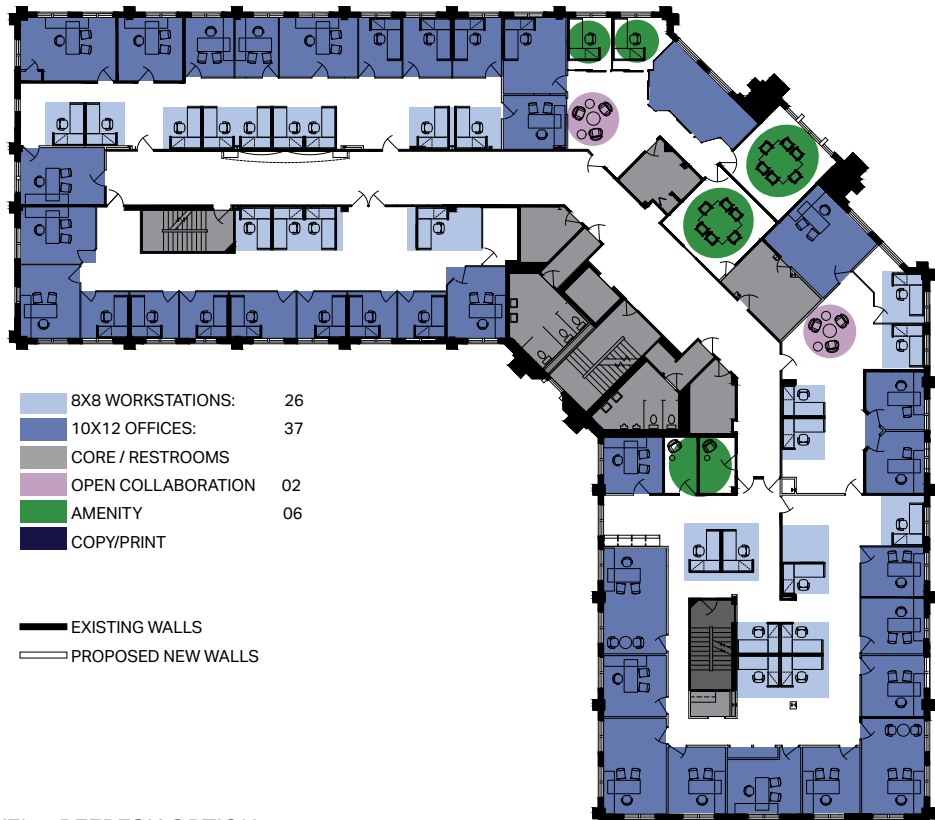 8X8 WORKSTATIONS: 26
10X12 OFFICES: 37
CORE / RESTROOMS
OPEN COLLABORATION 02
AMENITY 06
COPY/PRINT
EXISTING WALLS
PROPOSED NEW WALLS